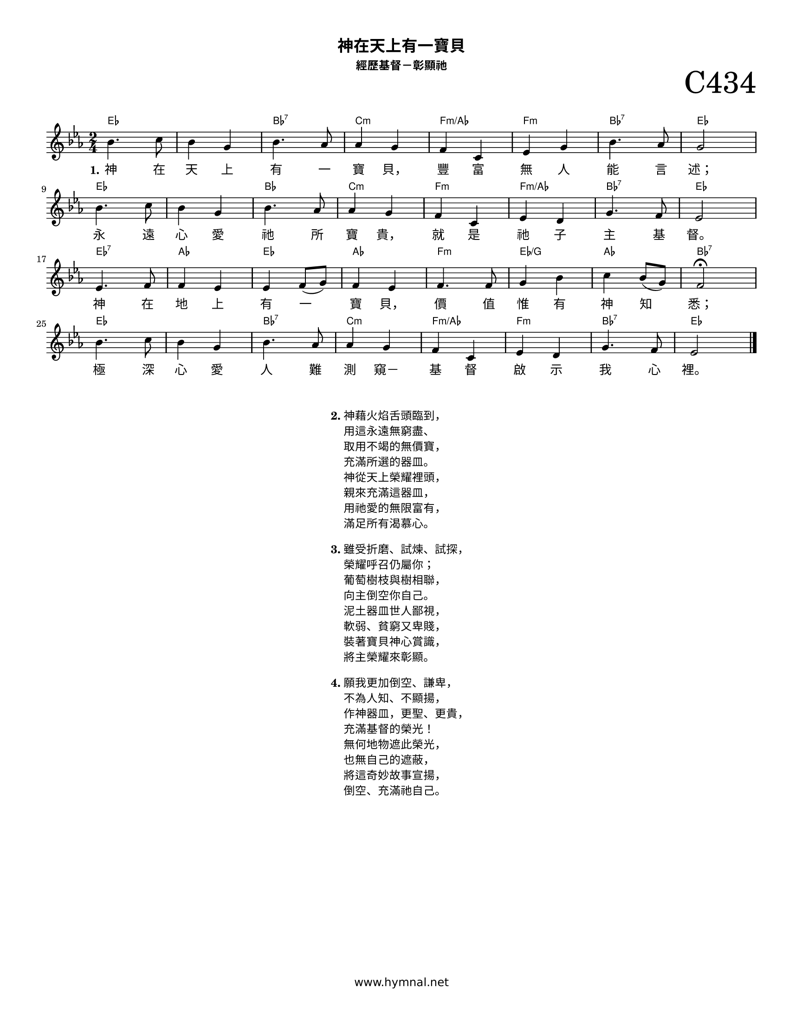 神在天上有一寶貝
經歷基督－彰顯祂
C434
E♭ B♭7 Cm Fm/A♭ Fm B♭7 E♭
2/4
1. 神 在 天 上 有 一 寶 貝， 豐 富 無 人 能 言 述；
9 E♭ B♭ Cm Fm Fm/A♭ B♭7 E♭
永 遠 心 愛 祂 所 寶 貴， 就 是 祂 子 主 基 督。
17 E♭7 A♭ E♭ A♭ Fm E♭/G A♭ B♭7
神 在 地 上 有 一 寶 貝， 價 值 惟 有 神 知 悉；
25 E♭ B♭7 Cm Fm/A♭ Fm B♭7 E♭
極 深 心 愛 人 難 測 窺－ 基 督 啟 示 我 心 裡。
2. 神藉火焰舌頭臨到，
用這永遠無窮盡、
取用不竭的無價寶，
充滿所選的器皿。
神從天上榮耀裡頭，
親來充滿這器皿，
用祂愛的無限富有，
滿足所有渴慕心。
3. 雖受折磨、試煉、試探，
榮耀呼召仍屬你；
葡萄樹枝與樹相聯，
向主倒空你自己。
泥土器皿世人鄙視，
軟弱、貧窮又卑賤，
裝著寶貝神心賞識，
將主榮耀來彰顯。
4. 願我更加倒空、謙卑，
不為人知、不顯揚，
作神器皿，更聖、更貴，
充滿基督的榮光！
無何地物遮此榮光，
也無自己的遮蔽，
將這奇妙故事宣揚，
倒空、充滿祂自己。
www.hymnal.net